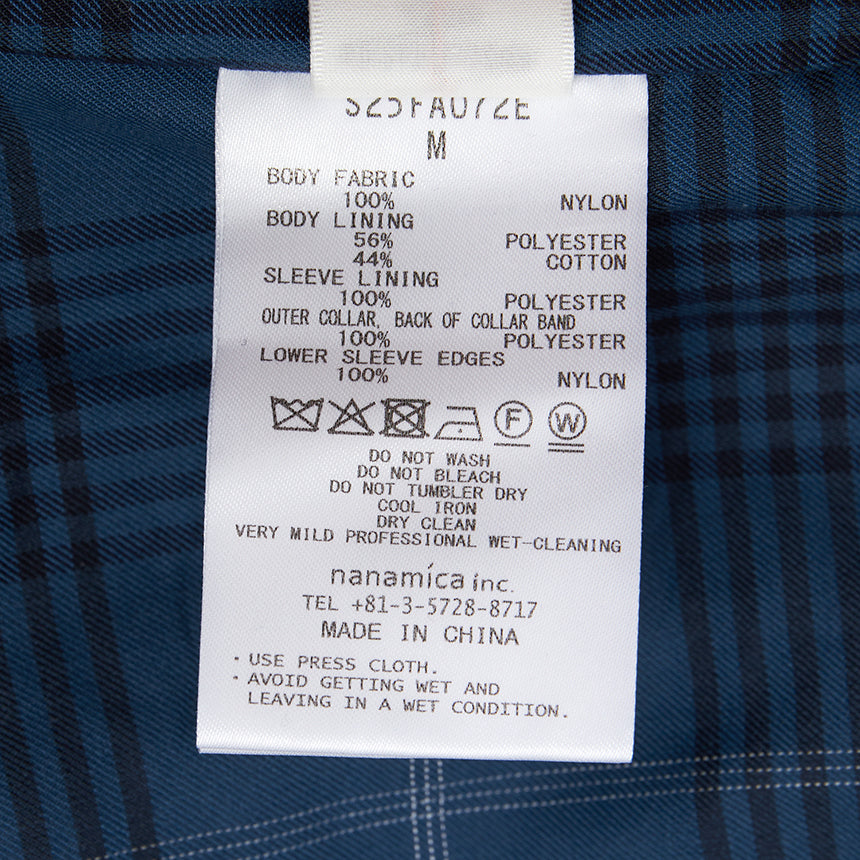 S25FA072E
M
BODY FABRIC
100% NYLON
BODY LINING
56% POLYESTER
44% COTTON
SLEEVE LINING
100% POLYESTER
OUTER COLLAR, BACK OF COLLAR BAND
100% POLYESTER
LOWER SLEEVE EDGES
100% NYLON
F W
DO NOT WASH
DO NOT BLEACH
DO NOT TUMBLER DRY
COOL IRON
DRY CLEAN
VERY MILD PROFESSIONAL WET-CLEANING
nanamica inc.
TEL +81-3-5728-8717
MADE IN CHINA
・USE PRESS CLOTH.
・AVOID GETTING WET AND
LEAVING IN A WET CONDITION.